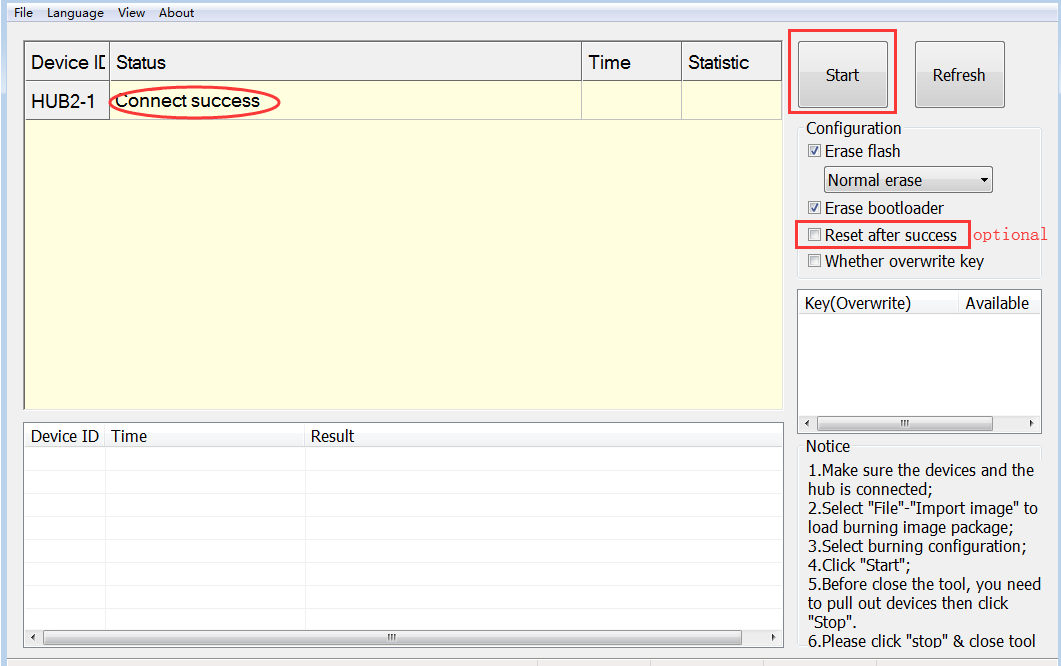 File Language View About
Device ID Status Time Statistic
HUB2-1 Connect success
Start Refresh
Configuration
Erase flash
Normal erase
Erase bootloader
Reset after success optional
Whether overwrite key
Key(Overwrite) Available
Device ID Time Result
Notice
1.Make sure the devices and the
hub is connected;
2.Select "File"-"Import image" to
load burning image package;
3.Select burning configuration;
4.Click "Start";
5.Before close the tool, you need
to pull out devices then click
"Stop".
6.Please click "stop" & close tool